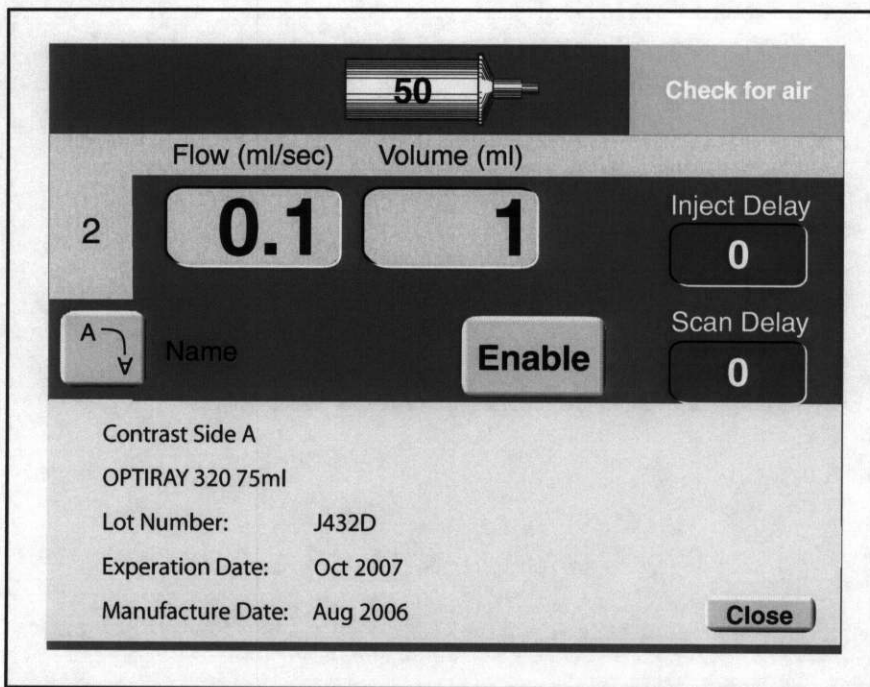 50
Check for air
Flow (ml/sec) Volume (ml)
2 0.1 1
Inject Delay
0
A A
Name
Enable
Scan Delay
0
Contrast Side A
OPTIRAY 320 75ml
Lot Number: J432D
Experation Date: Oct 2007
Manufacture Date: Aug 2006
Close